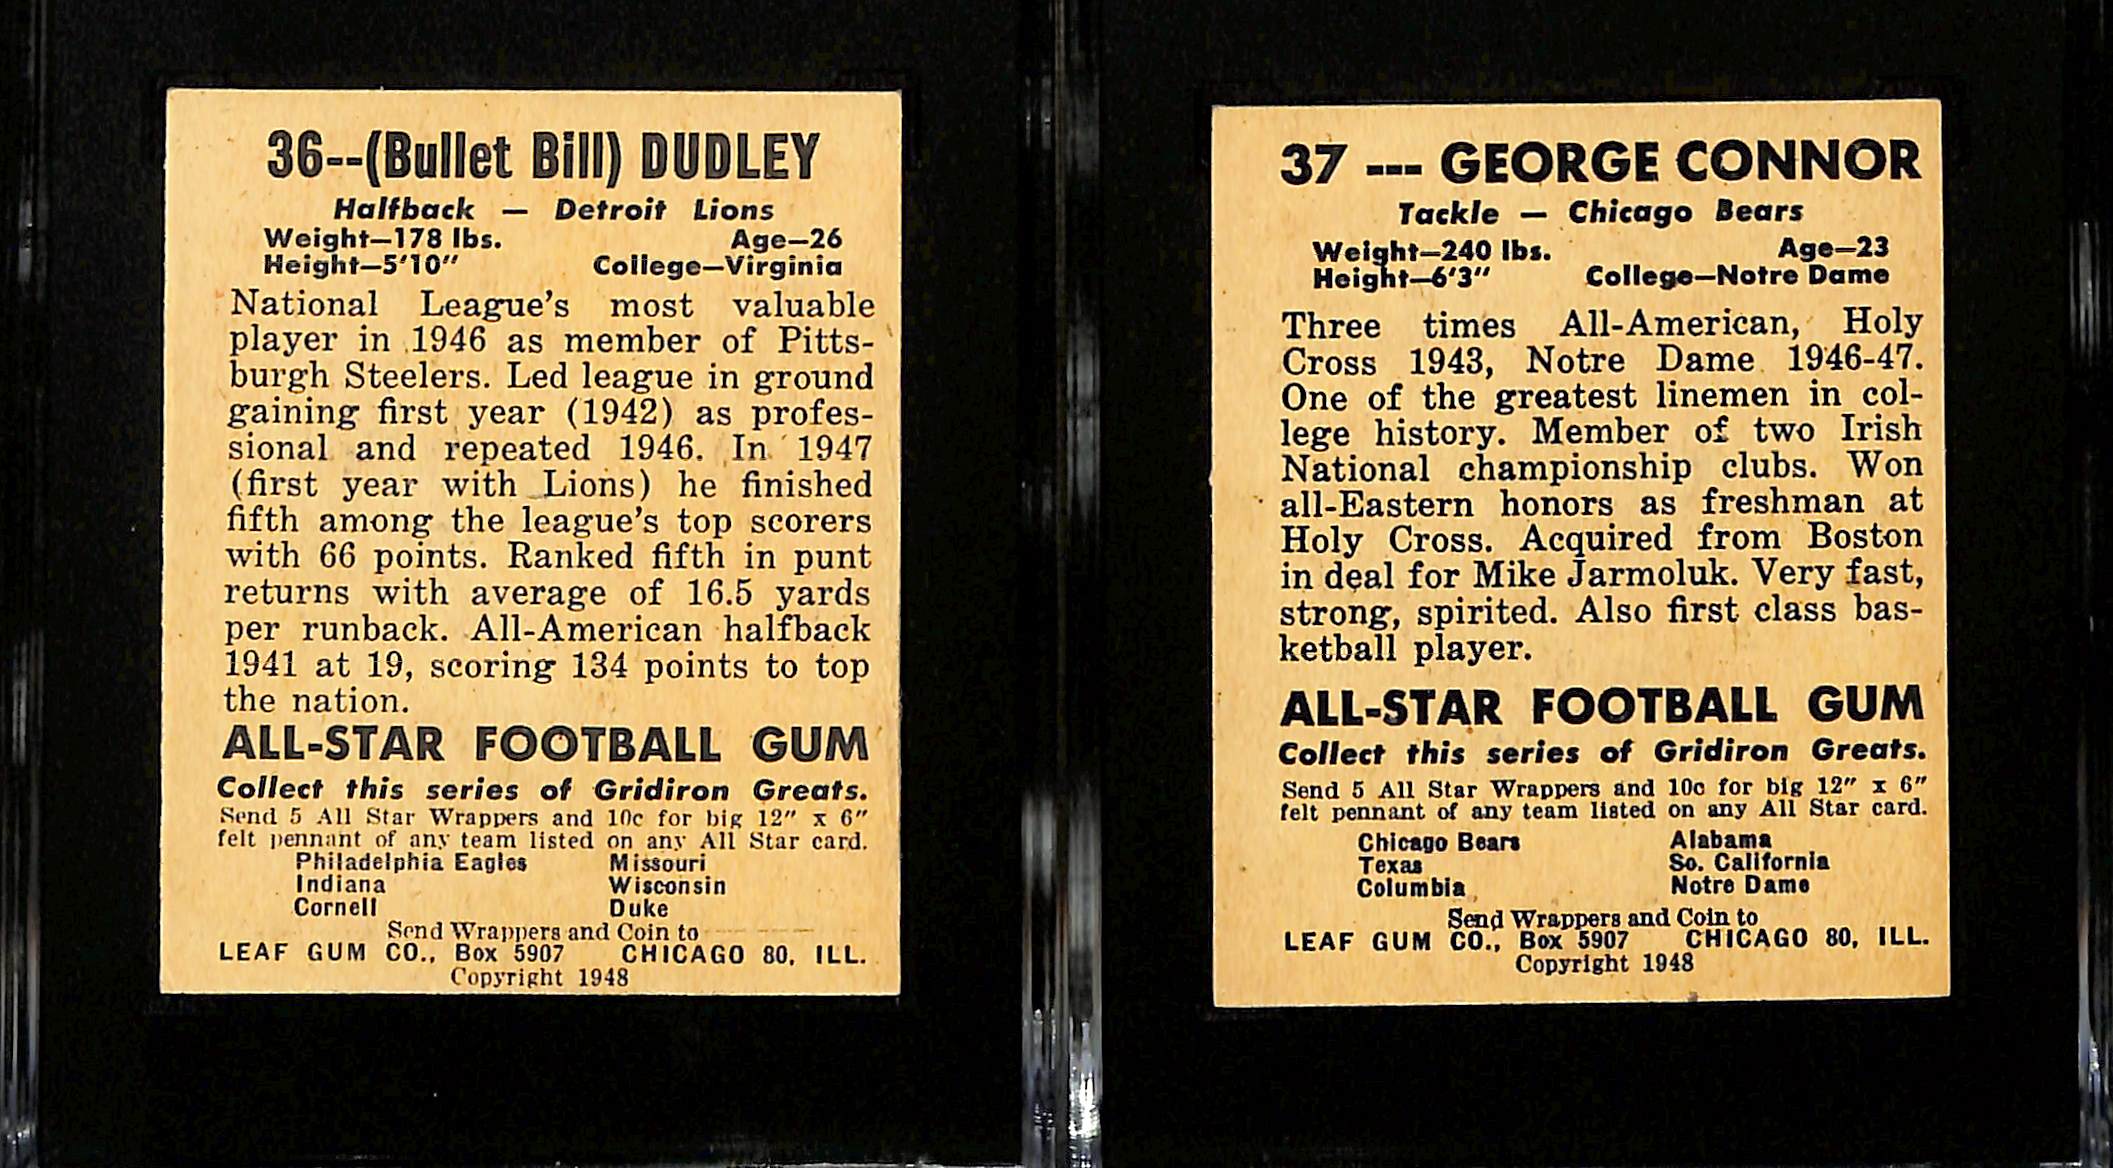 36--(Bullet Bill) DUDLEY
Halfback — Detroit Lions
Weight—178 lbs. Age—26
Height—5'10" College—Virginia
National League's most valuable
player in 1946 as member of Pitts-
burgh Steelers. Led league in ground
gaining first year (1942) as profes-
sional and repeated 1946. In 1947
(first year with Lions) he finished
fifth among the league's top scorers
with 66 points. Ranked fifth in punt
returns with average of 16.5 yards
per runback. All-American halfback
1941 at 19, scoring 134 points to top
the nation.
ALL-STAR FOOTBALL GUM
Collect this series of Gridiron Greats.
Send 5 All Star Wrappers and 10c for big 12" x 6"
felt pennant of any team listed on any All Star card.
Philadelphia Eagles Missouri
Indiana Wisconsin
Cornell Duke
Send Wrappers and Coin to
LEAF GUM CO., Box 5907 CHICAGO 80, ILL.
Copyright 1948
37 --- GEORGE CONNOR
Tackle — Chicago Bears
Weight—240 lbs. Age—23
Height—6'3" College—Notre Dame
Three times All-American, Holy
Cross 1943, Notre Dame 1946-47.
One of the greatest linemen in col-
lege history. Member of two Irish
National championship clubs. Won
all-Eastern honors as freshman at
Holy Cross. Acquired from Boston
in deal for Mike Jarmoluk. Very fast,
strong, spirited. Also first class bas-
ketball player.
ALL-STAR FOOTBALL GUM
Collect this series of Gridiron Greats.
Send 5 All Star Wrappers and 10c for big 12" x 6"
felt pennant of any team listed on any All Star card.
Chicago Bears Alabama
Texas So. California
Columbia Notre Dame
Send Wrappers and Coin to
LEAF GUM CO., Box 5907 CHICAGO 80, ILL.
Copyright 1948